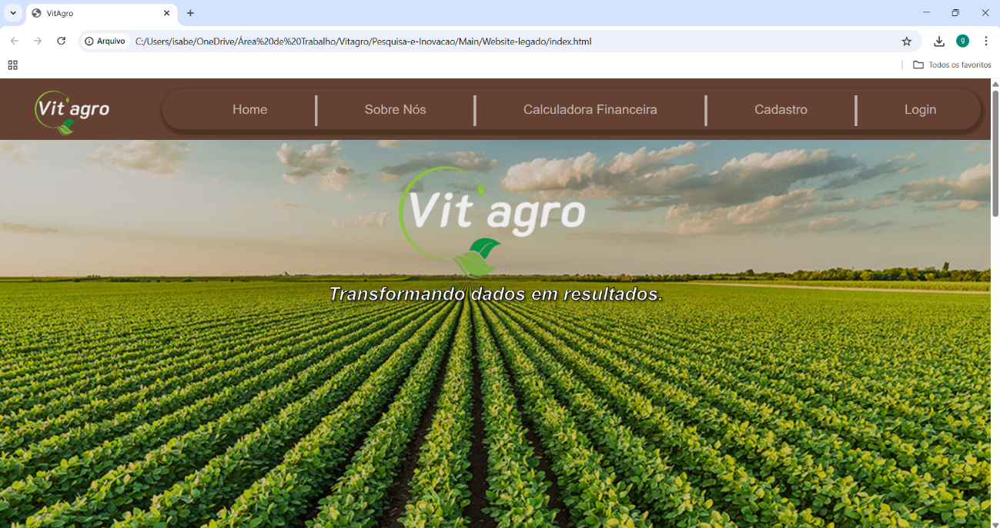 VitAgro
Arquivo
C:/Users/isabe/OneDrive/Área%20de%20Trabalho/Vitagro/Pesquisa-e-Inovacao/Main/Website-legado/index.html
g
Todos os favoritos
Vit'agro
Home
Sobre Nós
Calculadora Financeira
Cadastro
Login
Vit'agro
Transformando dados em resultados.